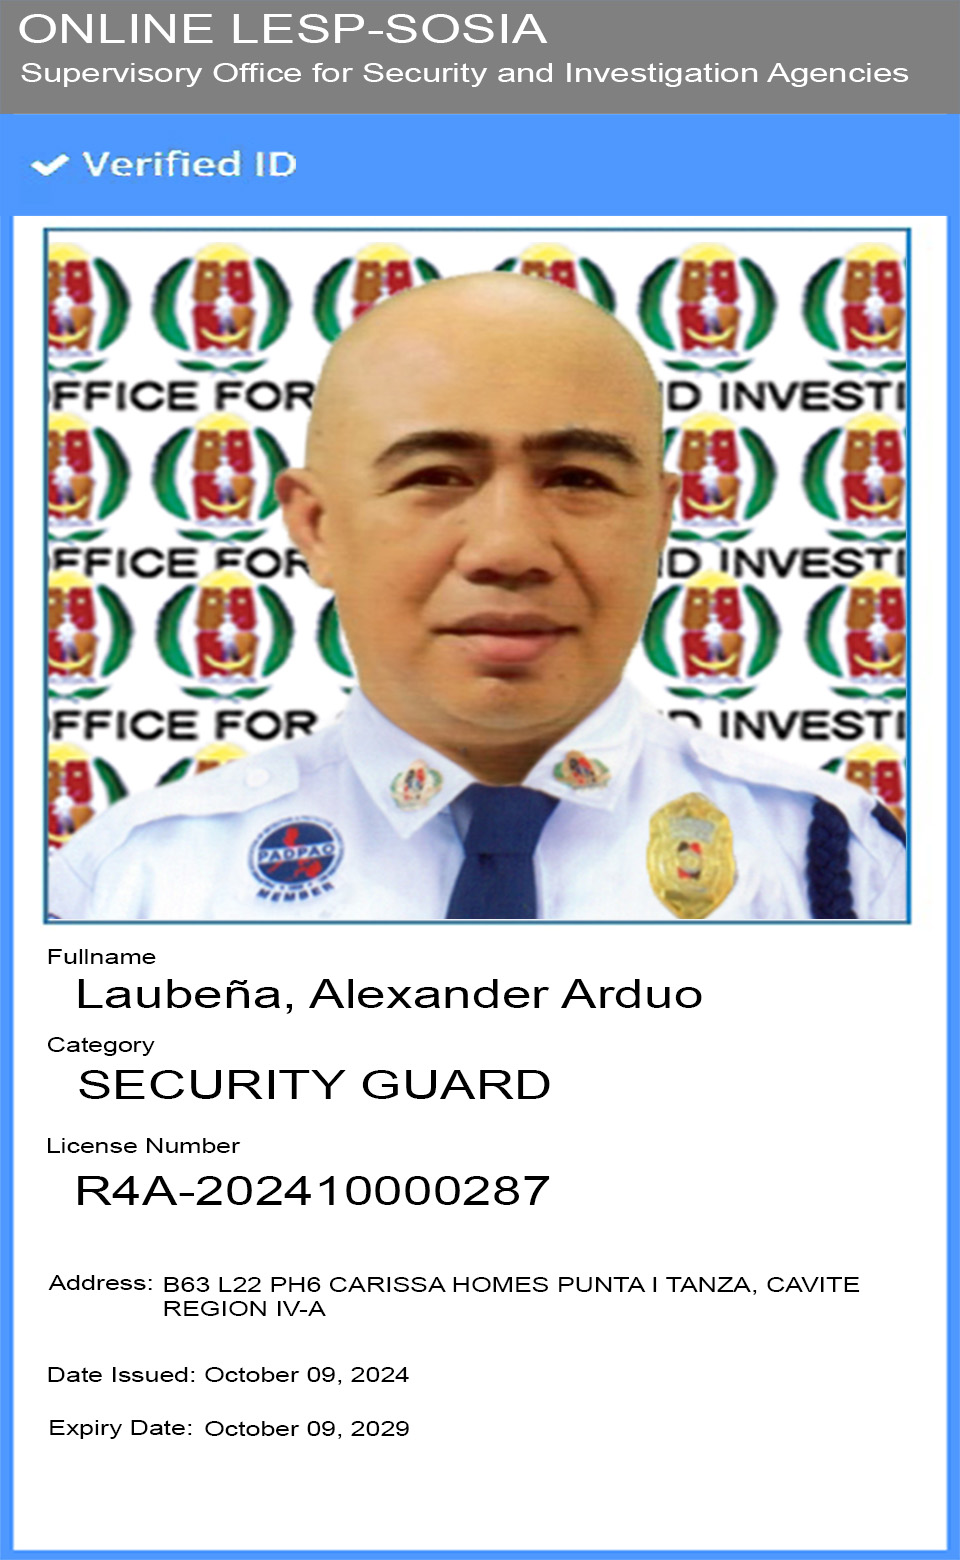 ONLINE LESP-SOSIA
Supervisory Office for Security and Investigation Agencies
Verified ID
FFICE FOR D INVESTI
FFICE FOR ND INVESTI
FFICE FOR ND INVESTI
PADPAO
MEMBER
Fullname
Laubeña, Alexander Arduo
Category
SECURITY GUARD
License Number
R4A-202410000287
Address: B63 L22 PH6 CARISSA HOMES PUNTA I TANZA, CAVITE
REGION IV-A
Date Issued: October 09, 2024
Expiry Date: October 09, 2029